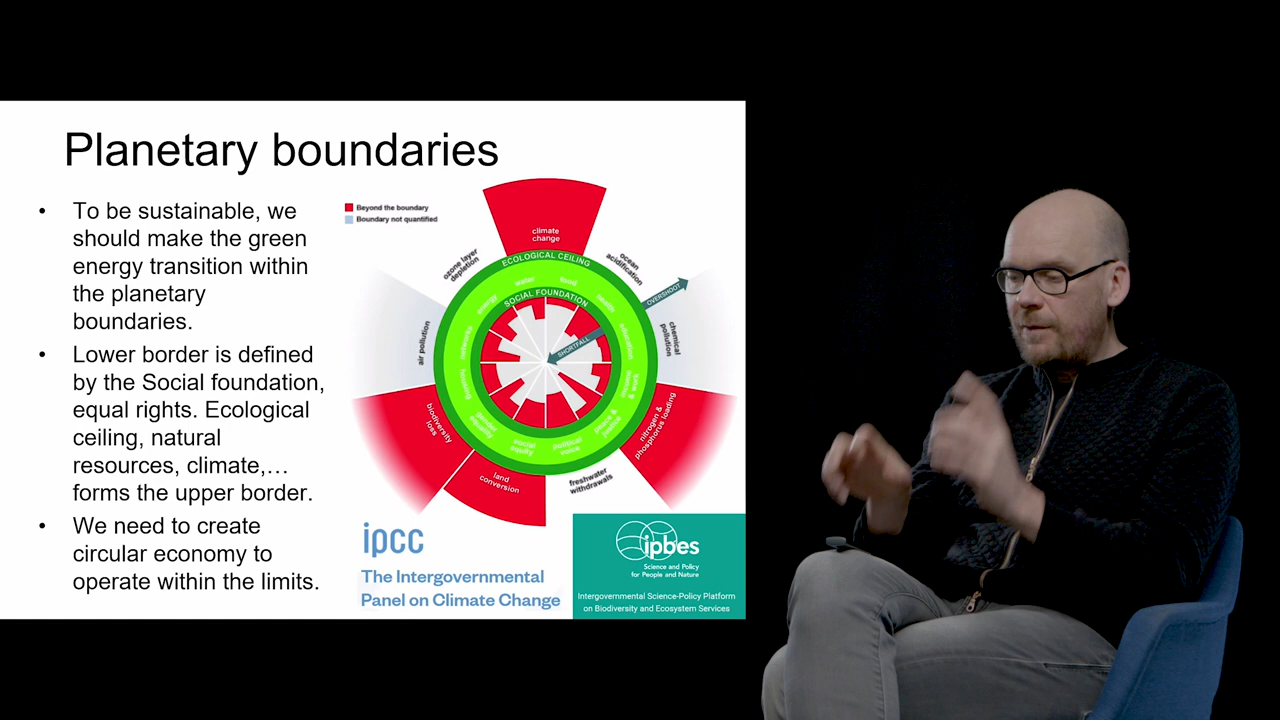 Planetary boundaries
• To be sustainable, we
should make the green
energy transition within
the planetary
boundaries.
• Lower border is defined
by the Social foundation,
equal rights. Ecological
ceiling, natural
resources, climate,...
forms the upper border.
• We need to create
circular economy to
operate within the limits.
Beyond the boundary
Boundary not quantified
climate
change
ozone layer
depletion
ocean
acidification
ECOLOGICAL CEILING
OVERSHOOT
water
food
energy
health
SOCIAL FOUNDATION
air pollution
networks
SHORTFALL
education
chemical
pollution
housing
income
& work
biodiversity
loss
gender
equality
social
equity
political
voice
peace &
justice
nitrogen &
phosphorus loading
land
conversion
freshwater
withdrawals
ipcc
The Intergovernmental
Panel on Climate Change
ipbes
Science and Policy
for People and Nature
Intergovernmental Science-Policy Platform
on Biodiversity and Ecosystem Services